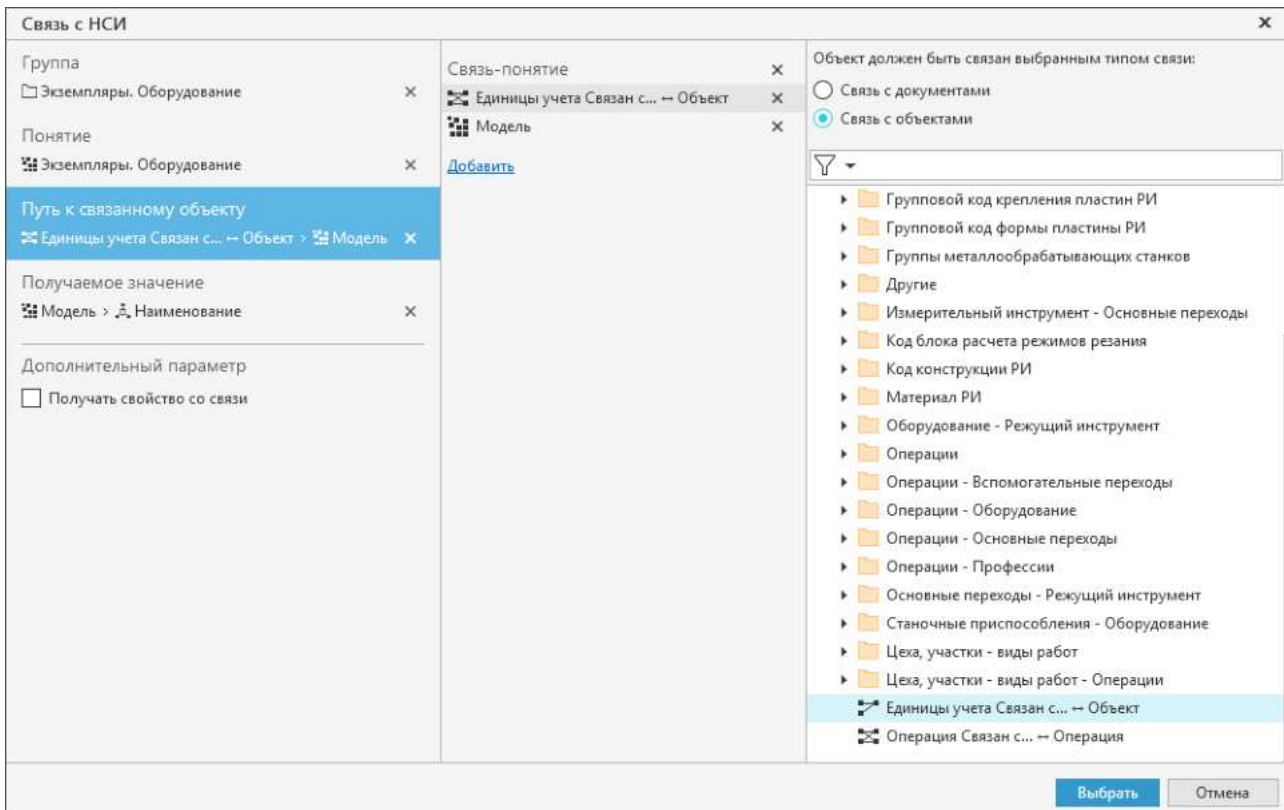 Связь с НСИ
Группа
Экземпляры. Оборудование
Понятие
Экземпляры. Оборудование
Путь к связанному объекту
Единицы учета Связан с... ↔ Объект > Модель
Получаемое значение
Модель > Наименование
Дополнительный параметр
Получать свойство со связи
Связь-понятие
Единицы учета Связан с... ↔ Объект
Модель
Добавить
Объект должен быть связан выбранным типом связи:
Связь с документами
Связь с объектами
Групповой код крепления пластин РИ
Групповой код формы пластины РИ
Группы металлообрабатывающих станков
Другие
Измерительный инструмент - Основные переходы
Код блока расчета режимов резания
Код конструкции РИ
Материал РИ
Оборудование - Режущий инструмент
Операции
Операции - Вспомогательные переходы
Операции - Оборудование
Операции - Основные переходы
Операции - Профессии
Основные переходы - Режущий инструмент
Станочные приспособления - Оборудование
Цеха, участки - виды работ
Цеха, участки - виды работ - Операции
Единицы учета Связан с... ↔ Объект
Операция Связан с... ↔ Операция
Выбрать
Отмена